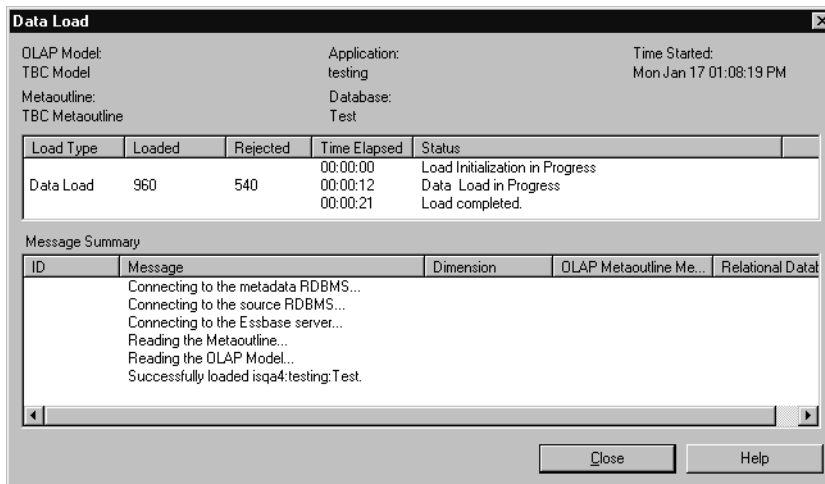 Data Load
OLAP Model: Application: Time Started:
TBC Model testing Mon Jan 17 01:08:19 PM
Metaoutline: Database:
TBC Metaoutline Test
Load Type Loaded Rejected Time Elapsed Status
00:00:00 Load Initialization in Progress
Data Load 960 540 00:00:12 Data Load in Progress
00:00:21 Load completed.
Message Summary
ID Message Dimension OLAP Metaoutline Me... Relational Datab
Connecting to the metadata RDBMS...
Connecting to the source RDBMS...
Connecting to the Essbase server...
Reading the Metaoutline...
Reading the OLAP Model...
Successfully loaded isqa4:testing:Test.
Close Help